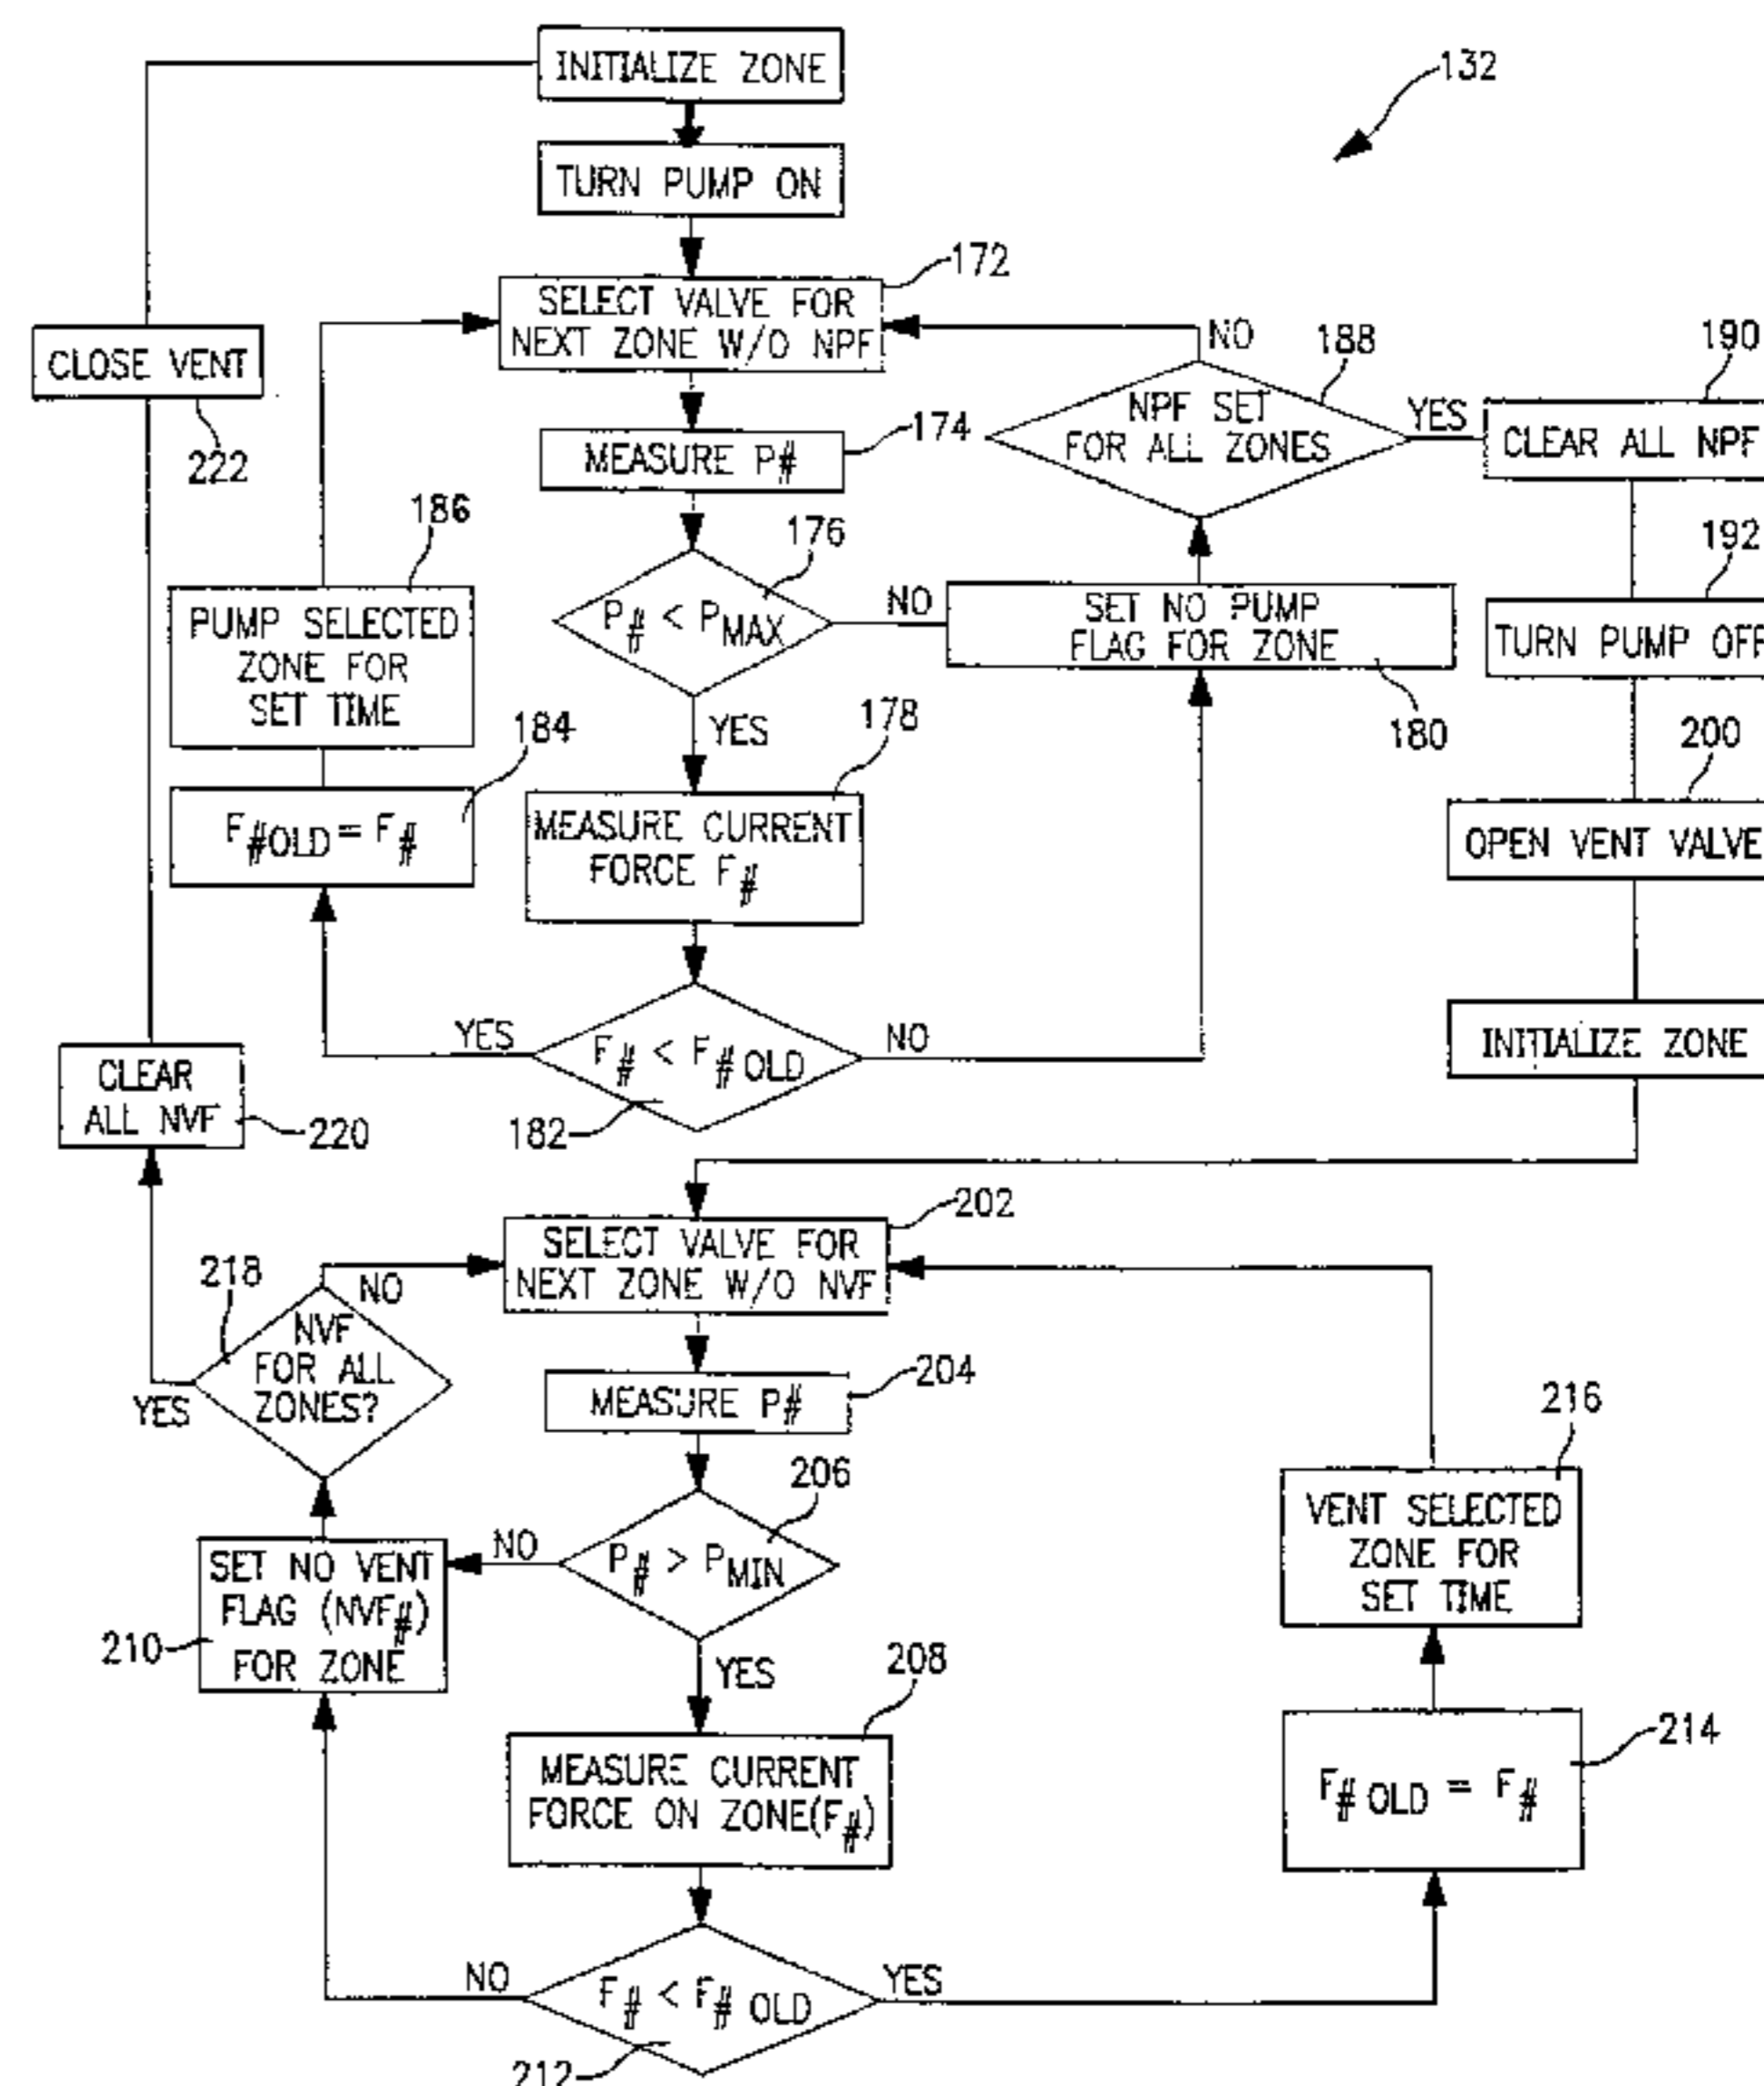 INITIALIZE ZONE
132
TURN PUMP ON
172
SELECT VALVE FOR
NEXT ZONE W/O NPF
NO
188
190
CLOSE VENT
222
174
MEASURE P#
NPF SET
FOR ALL ZONES
YES
CLEAR ALL NPF
186
176
192
PUMP SELECTED
ZONE FOR
SET TIME
P# < PMAX
NO
SET NO PUMP
FLAG FOR ZONE
180
TURN PUMP OFF
YES
178
184
200
F#OLD = F#
MEASURE CURRENT
FORCE F#
OPEN VENT VALVE
YES
F# < F# OLD
NO
182
INITIALIZE ZONE
CLEAR
ALL NVF
220
202
SELECT VALVE FOR
NEXT ZONE W/O NVF
218
NO
NVF
FOR ALL
ZONES?
YES
204
MEASURE P#
216
206
P# > PMIN
NO
VENT SELECTED
ZONE FOR
SET TIME
SET NO VENT
FLAG (NVF#)
FOR ZONE
210
YES
208
MEASURE CURRENT
FORCE ON ZONE(F#)
214
F# OLD = F#
NO
F# < F# OLD
YES
212